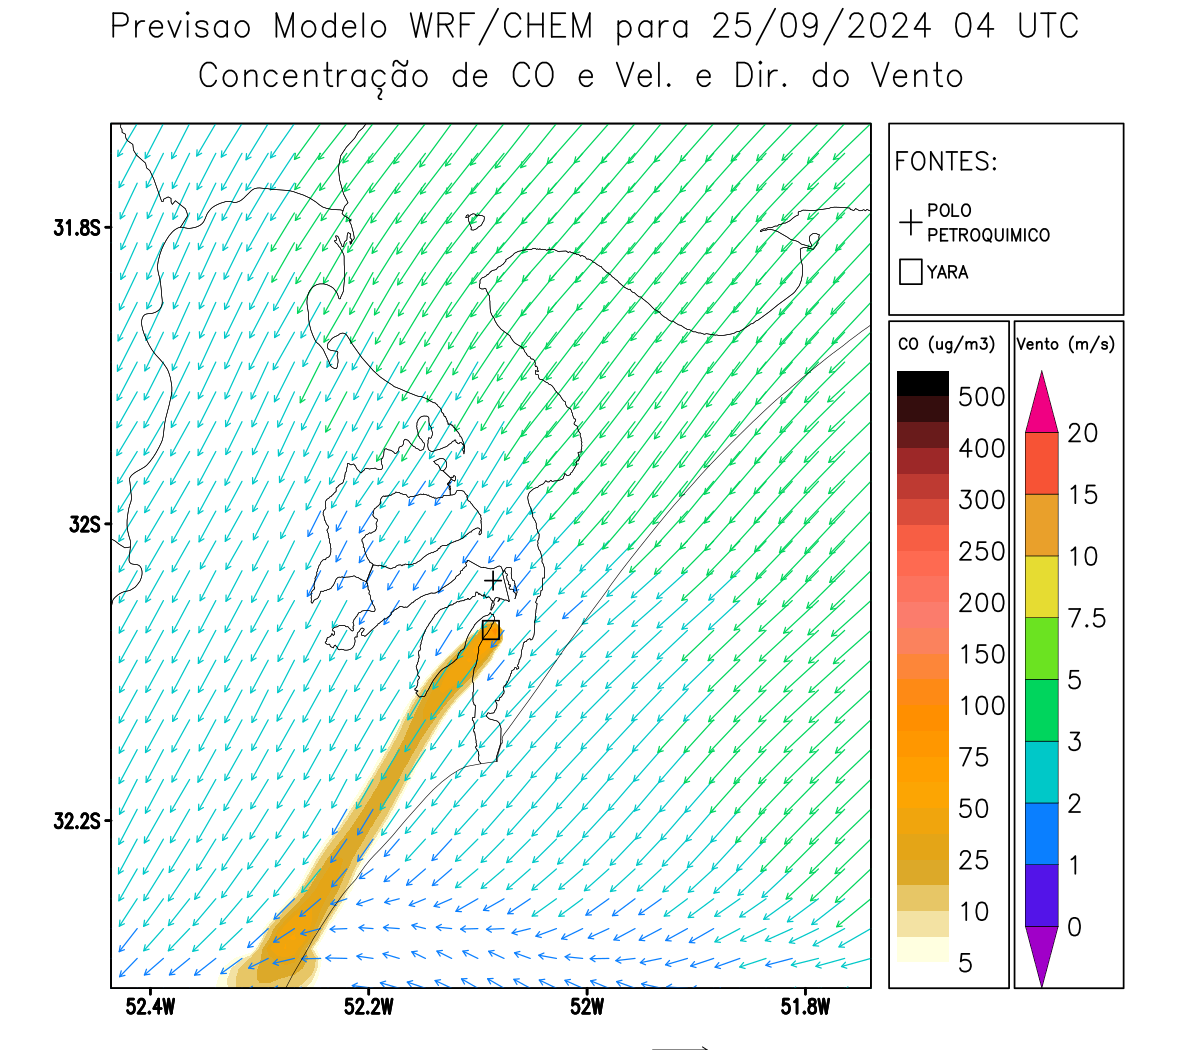 Previsao Modelo WRF/CHEM para 25/09/2024 04 UTC
Concentração de CO e Vel. e Dir. do Vento
FONTES:
POLO
PETROQUIMICO
YARA
CO (ug/m3)
500
400
300
250
200
150
100
75
50
25
10
5
Vento (m/s)
20
15
10
7.5
5
3
2
1
0
31.8S
32S
32.2S
52.4W
52.2W
52W
51.8W